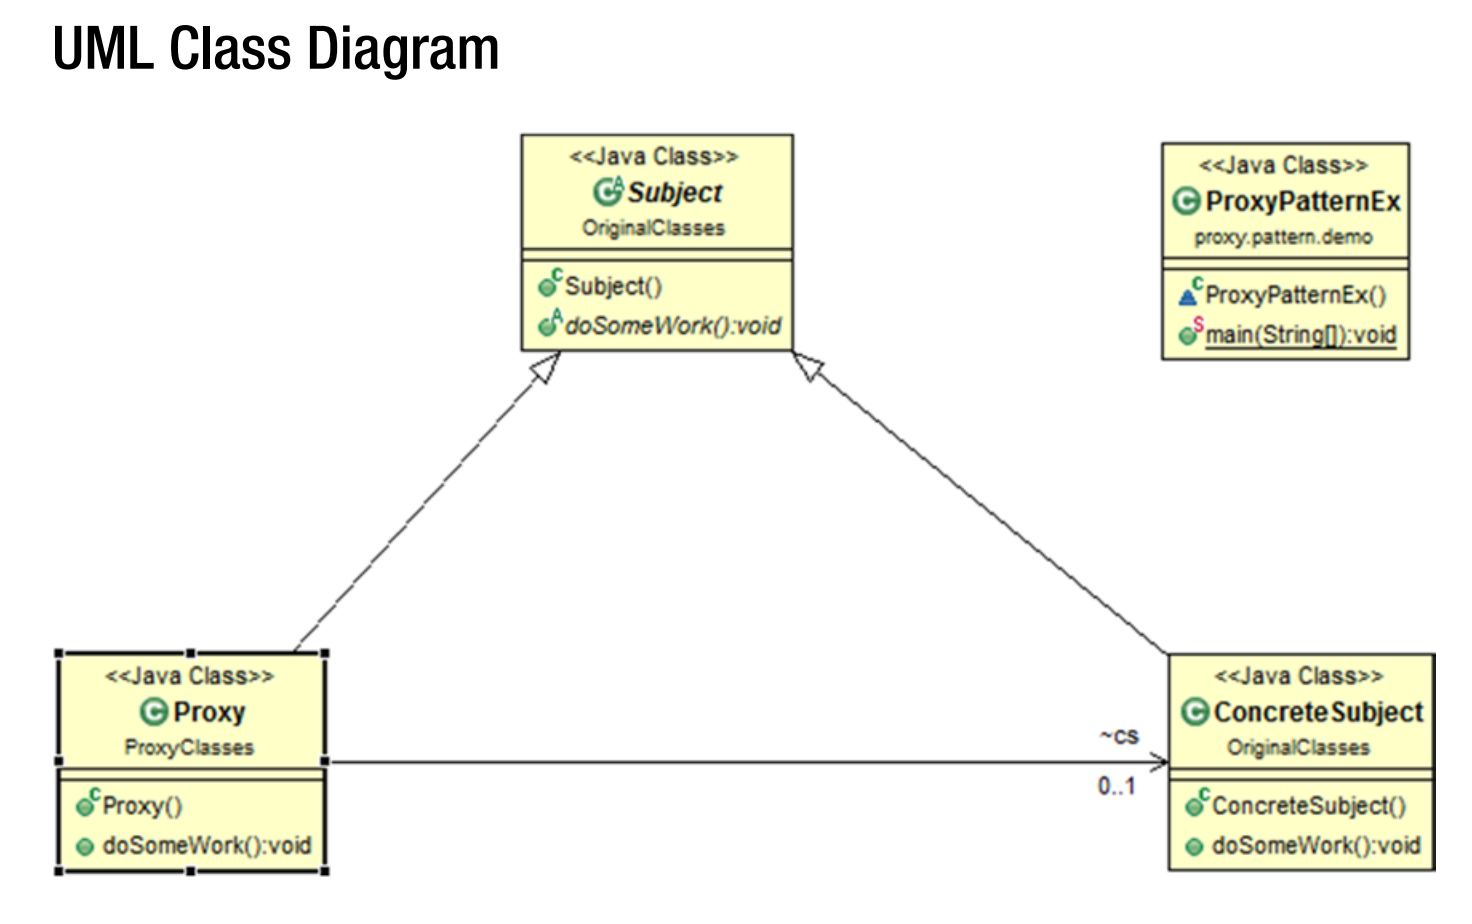 UML Class Diagram
<<Java Class>>
Subject
OriginalClasses
Subject()
doSomeWork():void
<<Java Class>>
ProxyPatternEx
proxy.pattern.demo
ProxyPatternEx()
main(String[]):void
<<Java Class>>
Proxy
ProxyClasses
Proxy()
doSomeWork():void
~cs
0..1
<<Java Class>>
ConcreteSubject
OriginalClasses
ConcreteSubject()
doSomeWork():void